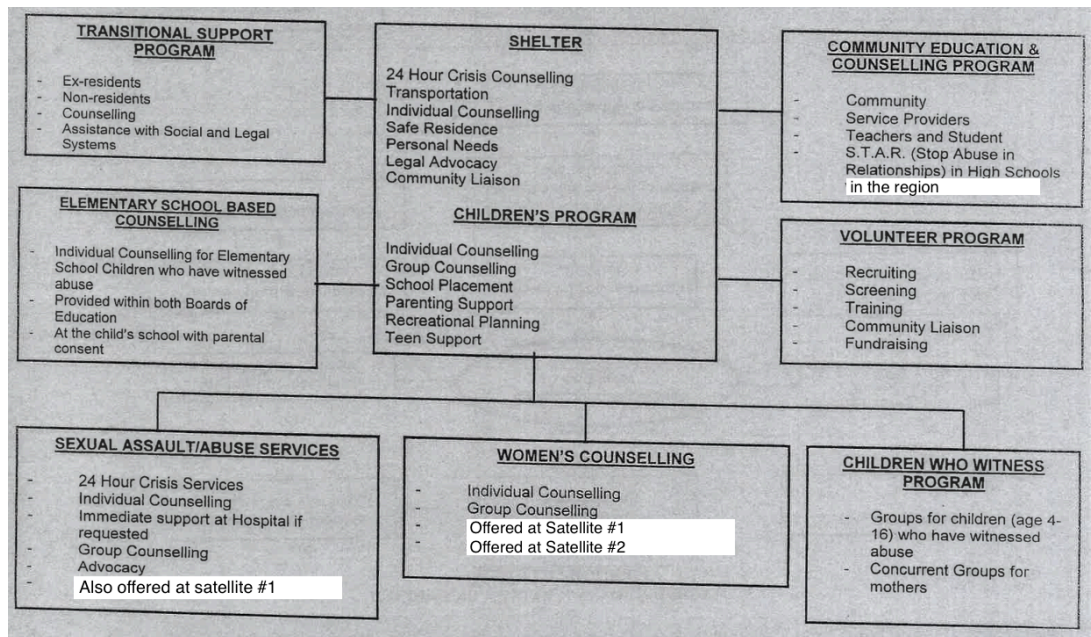 TRANSITIONAL SUPPORT
PROGRAM
- Ex-residents
- Non-residents
- Counselling
- Assistance with Social and Legal
Systems
ELEMENTARY SCHOOL BASED
COUNSELLING
- Individual Counselling for Elementary
School Children who have witnessed
abuse
- Provided within both Boards of
Education
- At the child's school with parental
consent
SHELTER
24 Hour Crisis Counselling
Transportation
Individual Counselling
Safe Residence
Personal Needs
Legal Advocacy
Community Liaison
CHILDREN'S PROGRAM
Individual Counselling
Group Counselling
School Placement
Parenting Support
Recreational Planning
Teen Support
COMMUNITY EDUCATION &
COUNSELLING PROGRAM
- Community
- Service Providers
- Teachers and Student
- S.T.A.R. (Stop Abuse in
Relationships) in High Schools
in the region
VOLUNTEER PROGRAM
- Recruiting
- Screening
- Training
- Community Liaison
- Fundraising
SEXUAL ASSAULT/ABUSE SERVICES
- 24 Hour Crisis Services
- Individual Counselling
- Immediate support at Hospital if
requested
- Group Counselling
- Advocacy
- Also offered at satellite #1
WOMEN'S COUNSELLING
- Individual Counselling
- Group Counselling
- Offered at Satellite #1
- Offered at Satellite #2
CHILDREN WHO WITNESS
PROGRAM
- Groups for children (age 4-
16) who have witnessed
abuse
- Concurrent Groups for
mothers